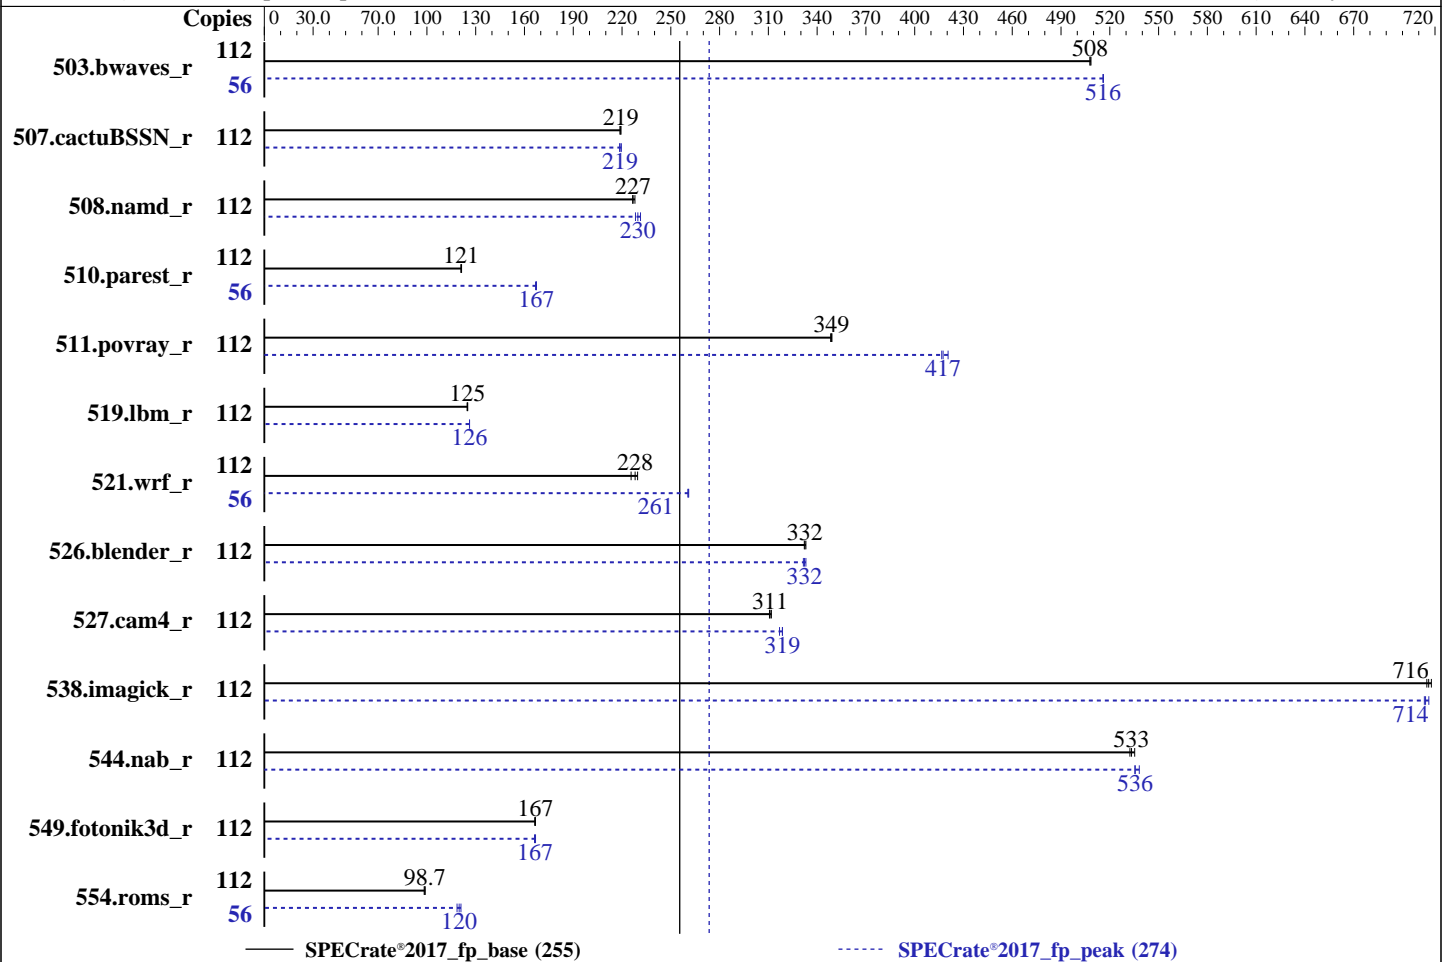 Copies 0 30.0 70.0 100 130 160 190 220 250 280 310 340 370 400 430 460 490 520 550 580 610 640 670 720
503.bwaves_r 112 508
56 516
507.cactuBSSN_r 112 219
219
508.namd_r 112 227
230
510.parest_r 112 121
56 167
511.povray_r 112 349
417
519.lbm_r 112 125
126
521.wrf_r 112 228
56 261
526.blender_r 112 332
332
527.cam4_r 112 311
319
538.imagick_r 112 716
714
544.nab_r 112 533
536
549.fotonik3d_r 112 167
167
554.roms_r 112 98.7
56 120
SPECrate®2017_fp_base (255) SPECrate®2017_fp_peak (274)